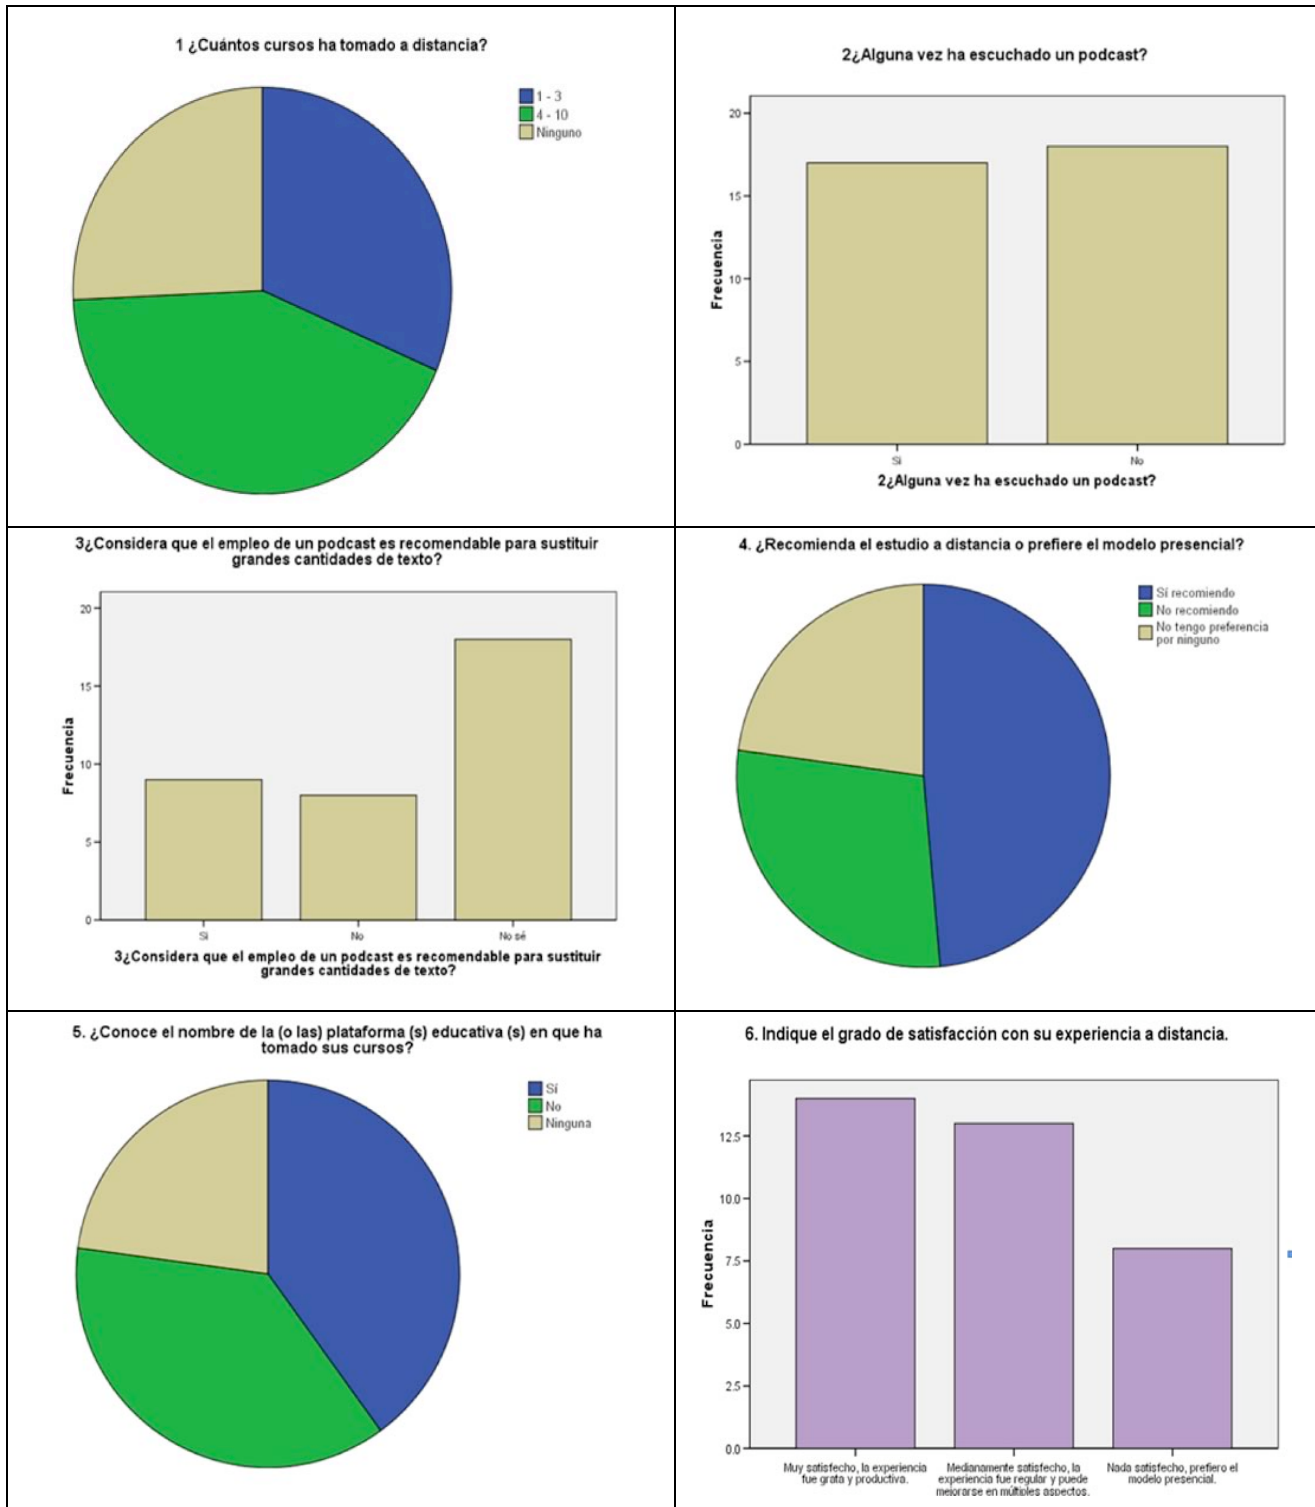 1 ¿Cuántos cursos ha tomado a distancia?
1 - 3
4 - 10
Ninguno
2¿Alguna vez ha escuchado un podcast?
Frecuencia
20
15
10
5
0
Sí
No
2¿Alguna vez ha escuchado un podcast?
3¿Considera que el empleo de un podcast es recomendable para sustituir
grandes cantidades de texto?
Frecuencia
20
15
10
5
0
Sí
No
No sé
3¿Considera que el empleo de un podcast es recomendable para sustituir
grandes cantidades de texto?
4. ¿Recomienda el estudio a distancia o prefiere el modelo presencial?
Sí recomiendo
No recomiendo
No tengo preferencia
por ninguno
5. ¿Conoce el nombre de la (o las) plataforma (s) educativa (s) en que ha
tomado sus cursos?
Sí
No
Ninguna
6. Indique el grado de satisfacción con su experiencia a distancia.
Frecuencia
12.5
10.0
7.5
5.0
2.5
0.0
Muy satisfecho, la experiencia
fue grata y productiva.
Medianamente satisfecho, la
experiencia fue regular y puede
mejorarse en múltiples aspectos.
Nada satisfecho, prefiero el
modelo presencial.